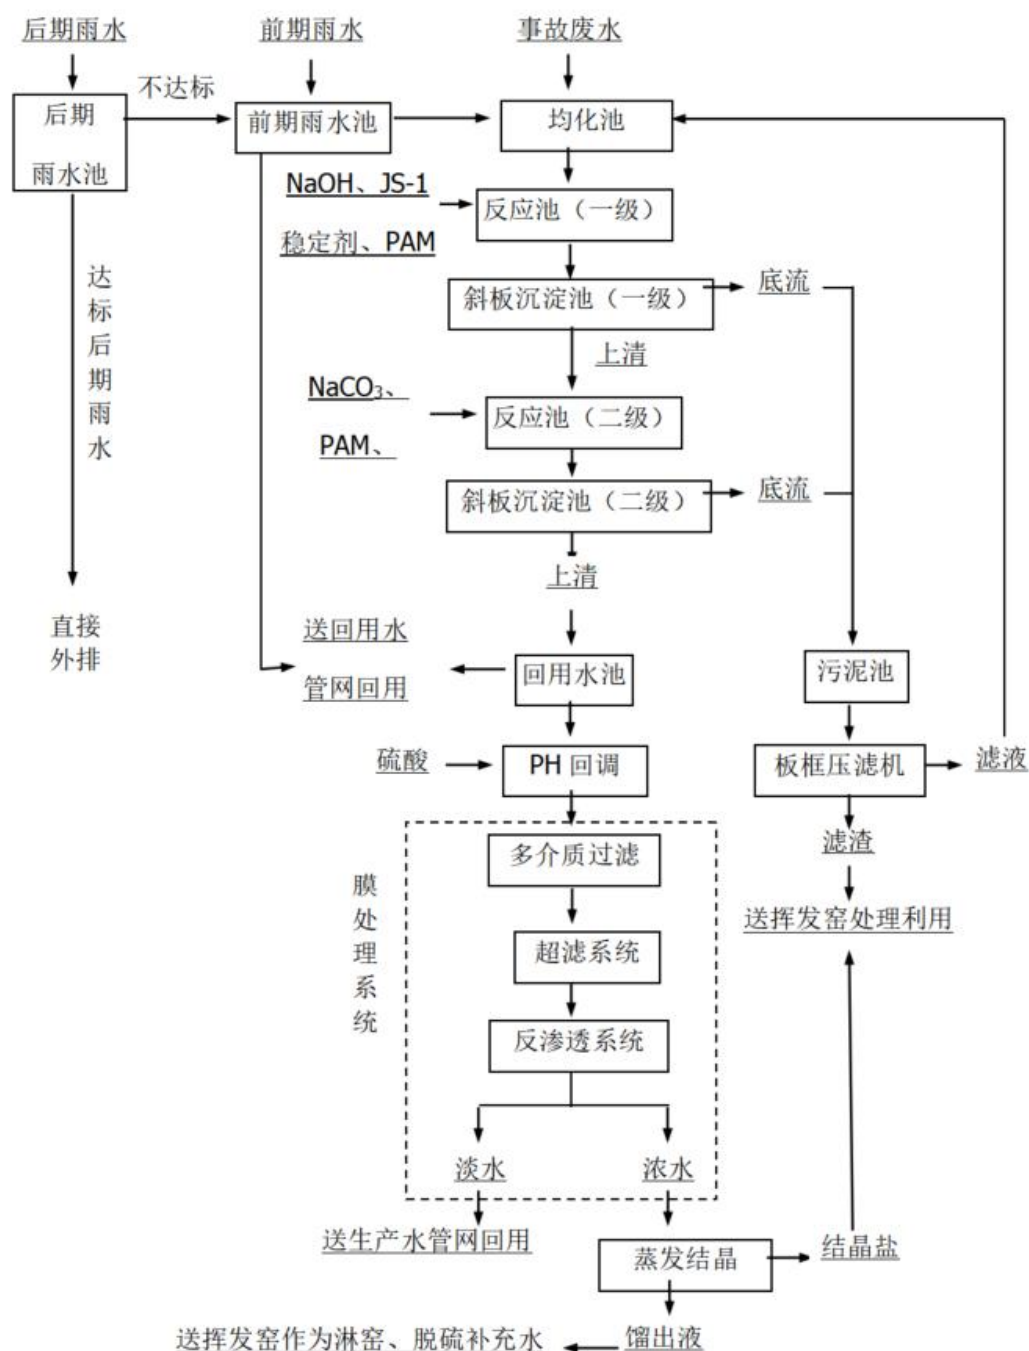 后期雨水
前期雨水
事故废水
不达标
后期
雨水池
前期雨水池
均化池
NaOH、JS-1
稳定剂、PAM
反应池（一级）
达标后期雨水
斜板沉淀池（一级）
底流
上清
NaCO₃、
PAM、
反应池（二级）
斜板沉淀池（二级）
底流
上清
直接
外排
送回用水
管网回用
回用水池
污泥池
硫酸
PH 回调
板框压滤机
滤液
滤渣
膜处理系统
多介质过滤
送挥发窑处理利用
超滤系统
反渗透系统
淡水
浓水
送生产水管网回用
蒸发结晶
结晶盐
送挥发窑作为淋窑、脱硫补充水
馏出液